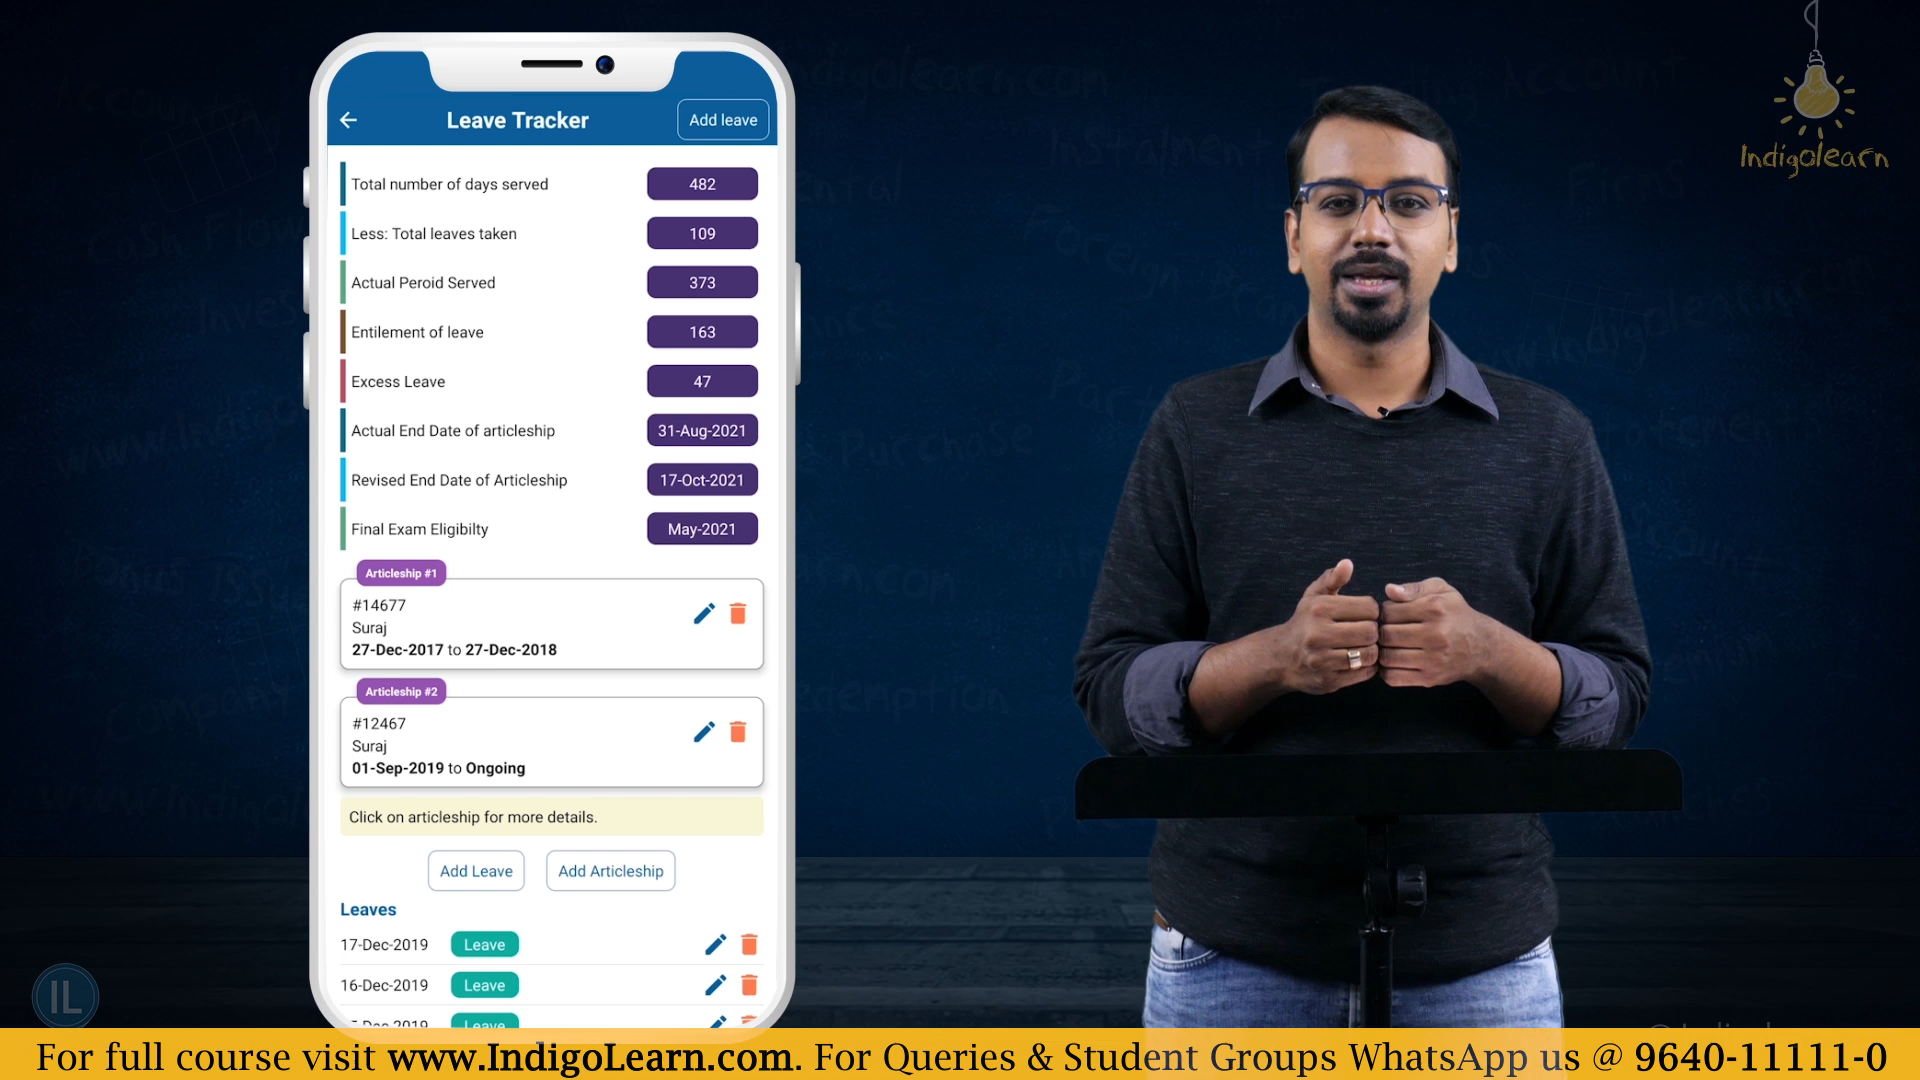 Leave Tracker
Add leave
Total number of days served 482
Less: Total leaves taken 109
Actual Peroid Served 373
Entilement of leave 163
Excess Leave 47
Actual End Date of articleship 31-Aug-2021
Revised End Date of Articleship 17-Oct-2021
Final Exam Eligibilty May-2021
Articleship #1
#14677
Suraj
27-Dec-2017 to 27-Dec-2018
Articleship #2
#12467
Suraj
01-Sep-2019 to Ongoing
Click on articleship for more details.
Add Leave Add Articleship
Leaves
17-Dec-2019 Leave
16-Dec-2019 Leave
Dec 2019 Leave
Indigolearn
IL
For full course visit www.IndigoLearn.com. For Queries & Student Groups WhatsApp us @ 9640-11111-0